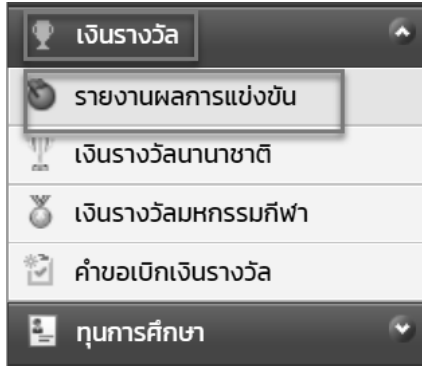 เงินรางวัล
รายงานผลการแข่งขัน
เงินรางวัลนานาชาติ
เงินรางวัลมหกรรมกีฬา
คำขอเบิกเงินรางวัล
ทุนการศึกษา